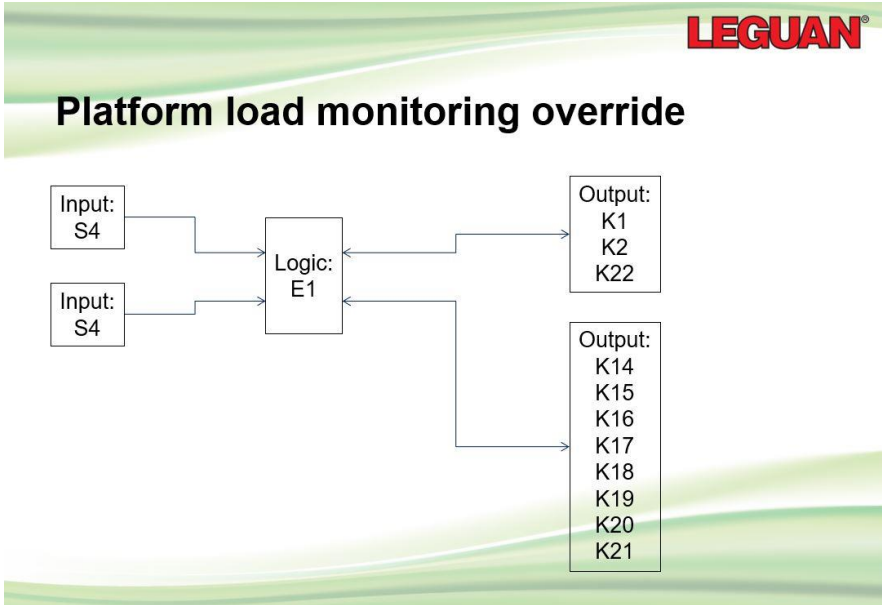 LEGUAN®
Platform load monitoring override
Input:
S4
Input:
S4
Logic:
E1
Output:
K1
K2
K22
Output:
K14
K15
K16
K17
K18
K19
K20
K21